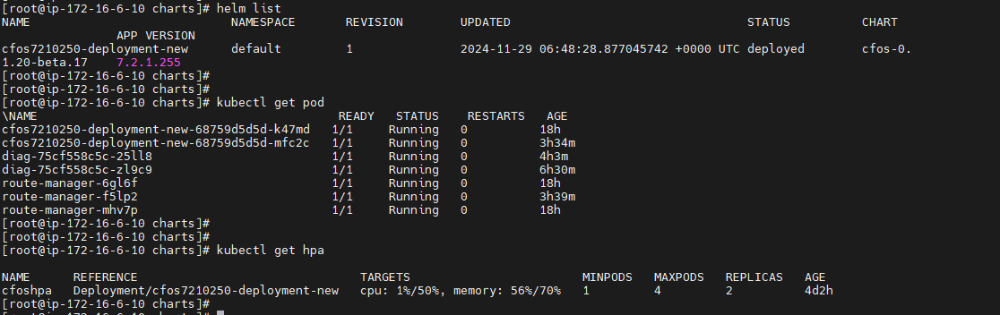 [root@ip-172-16-6-10 charts]# helm list
NAME NAMESPACE REVISION UPDATED STATUS CHART
APP VERSION
cfos7210250-deployment-new default 1 2024-11-29 06:48:28.877045742 +0000 UTC deployed cfos-0.
1.20-beta.17 7.2.1.255
[root@ip-172-16-6-10 charts]#
[root@ip-172-16-6-10 charts]#
[root@ip-172-16-6-10 charts]# kubectl get pod
\NAME READY STATUS RESTARTS AGE
cfos7210250-deployment-new-68759d5d5d-k47md 1/1 Running 0 18h
cfos7210250-deployment-new-68759d5d5d-mfc2c 1/1 Running 0 3h34m
diag-75cf558c5c-25ll8 1/1 Running 0 4h3m
diag-75cf558c5c-zl9c9 1/1 Running 0 6h30m
route-manager-6gl6f 1/1 Running 0 18h
route-manager-f5lp2 1/1 Running 0 3h39m
route-manager-mhv7p 1/1 Running 0 18h
[root@ip-172-16-6-10 charts]#
[root@ip-172-16-6-10 charts]#
[root@ip-172-16-6-10 charts]# kubectl get hpa
NAME REFERENCE TARGETS MINPODS MAXPODS REPLICAS AGE
cfoshpa Deployment/cfos7210250-deployment-new cpu: 1%/50%, memory: 56%/70% 1 4 2 4d2h
[root@ip-172-16-6-10 charts]#
[root@ip-172-16-6-10 charts]#